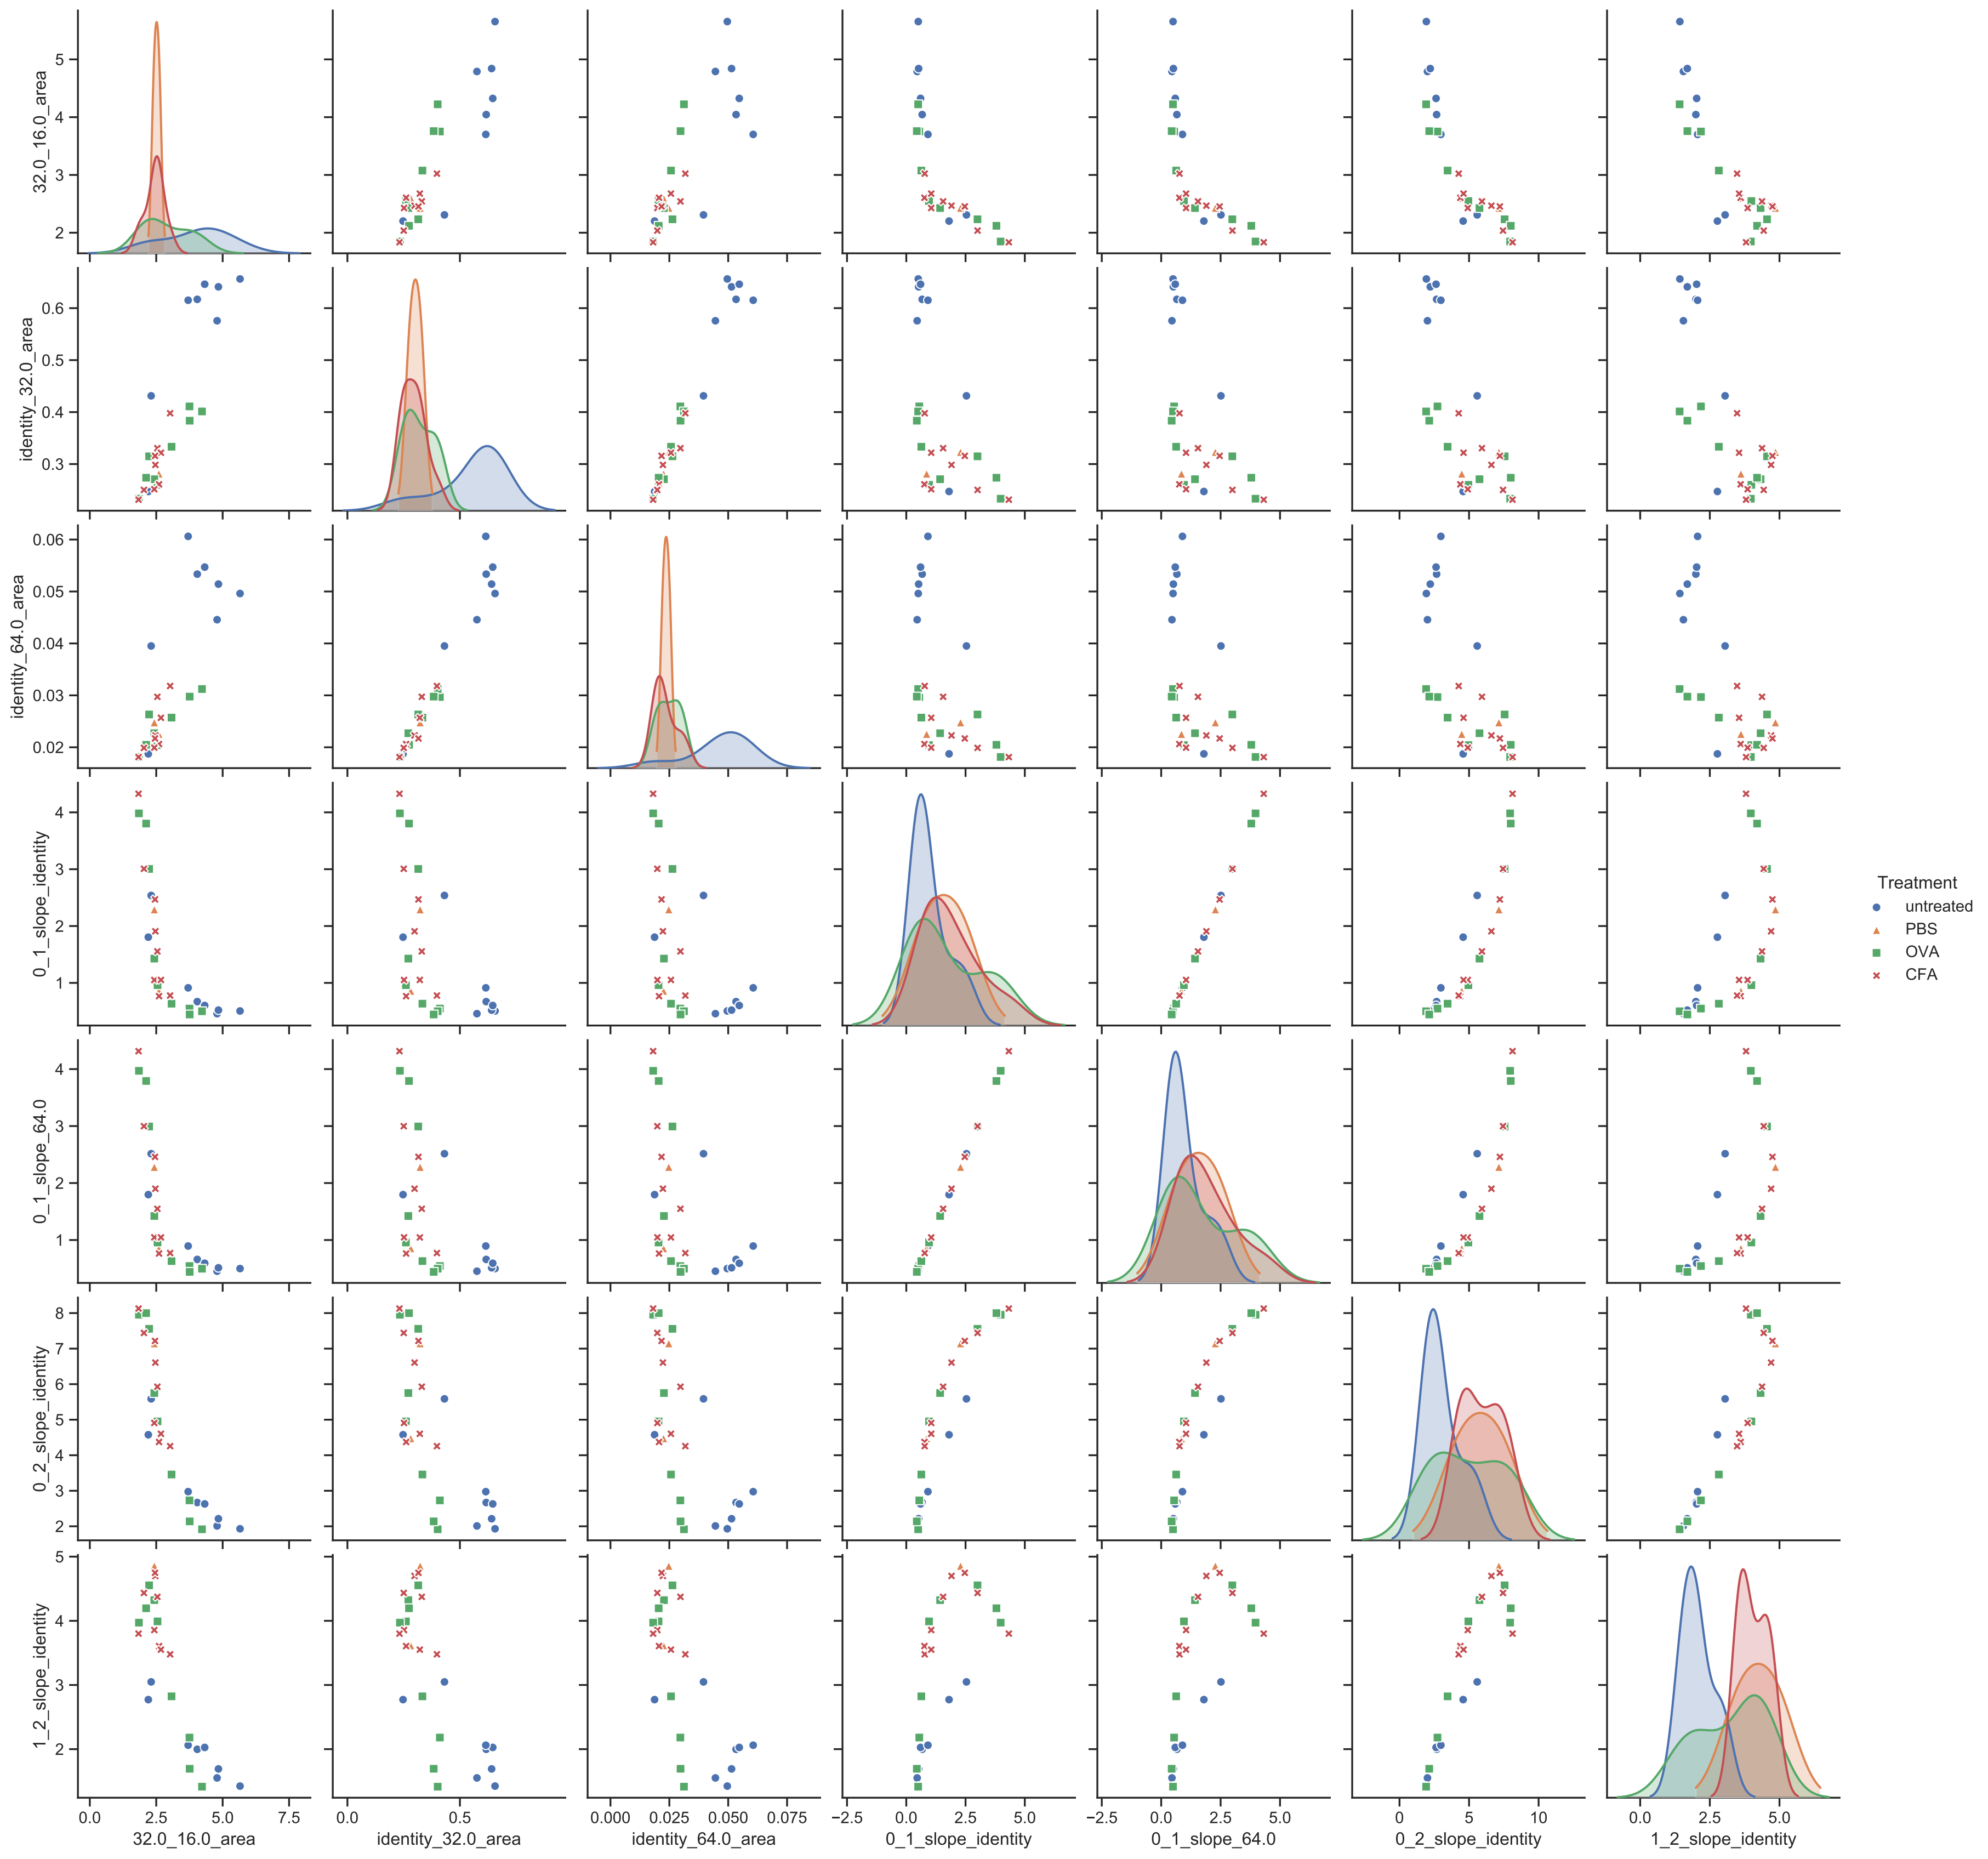 32.0_16.0_area
5
4
3
2
identity_32.0_area
0.6
0.5
0.4
0.3
identity_64.0_area
0.06
0.05
0.04
0.03
0.02
0_1_slope_identity
4
3
2
1
Treatment
untreated
PBS
OVA
CFA
0_1_slope_64.0
4
3
2
1
0_2_slope_identity
8
7
6
5
4
3
2
1_2_slope_identity
5
4
3
2
0.0 2.5 5.0 7.5
32.0_16.0_area
0.0 0.5
identity_32.0_area
0.000 0.025 0.050 0.075
identity_64.0_area
−2.5 0.0 2.5 5.0
0_1_slope_identity
−2.5 0.0 2.5 5.0
0_1_slope_64.0
0 5 10
0_2_slope_identity
0.0 2.5 5.0
1_2_slope_identity